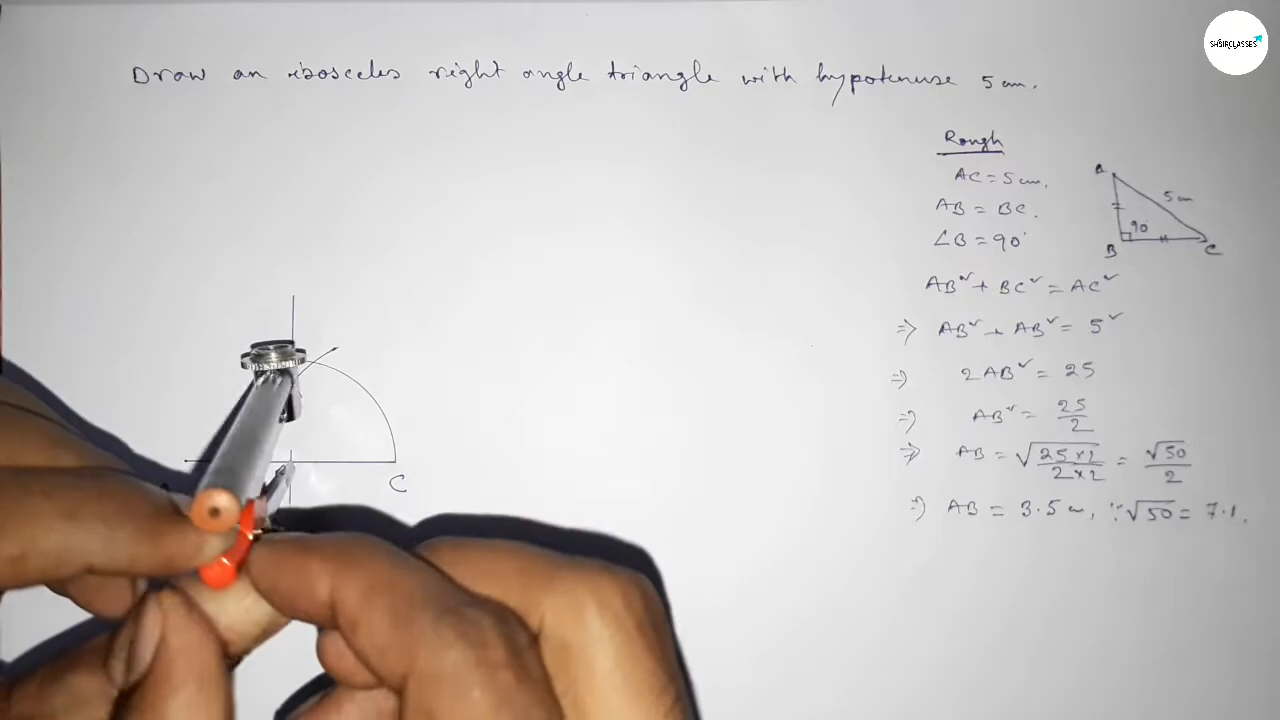 SHSIRCLASSES
Draw an isosceles right angle triangle with hypotenuse 5 cm.
Rough
AC = 5 cm,
AB = BC.
∠B = 90°
A
5 cm
90°
B
C
AB² + BC² = AC²
⇒ AB² + AB² = 5²
⇒ 2AB² = 25
⇒ AB² = 25/2
⇒ AB = √(25×2)/(2×2) = √50/2
⇒ AB = 3.5 cm, ∵ √50 = 7.1.
C